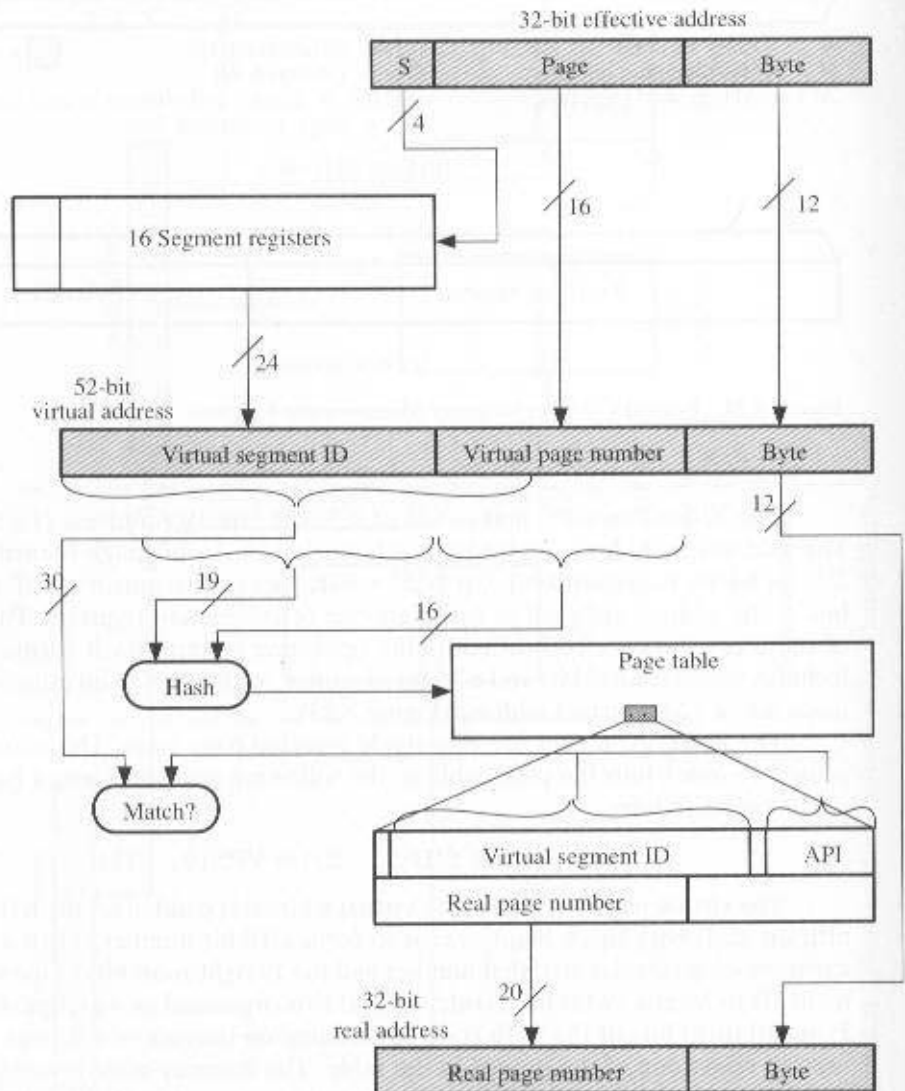 32-bit effective address
S Page Byte
4
16
12
16 Segment registers
24
52-bit
virtual address
Virtual segment ID Virtual page number Byte
12
30
19
16
Hash
Page table
Match?
Virtual segment ID API
Real page number
20
32-bit
real address
Real page number Byte